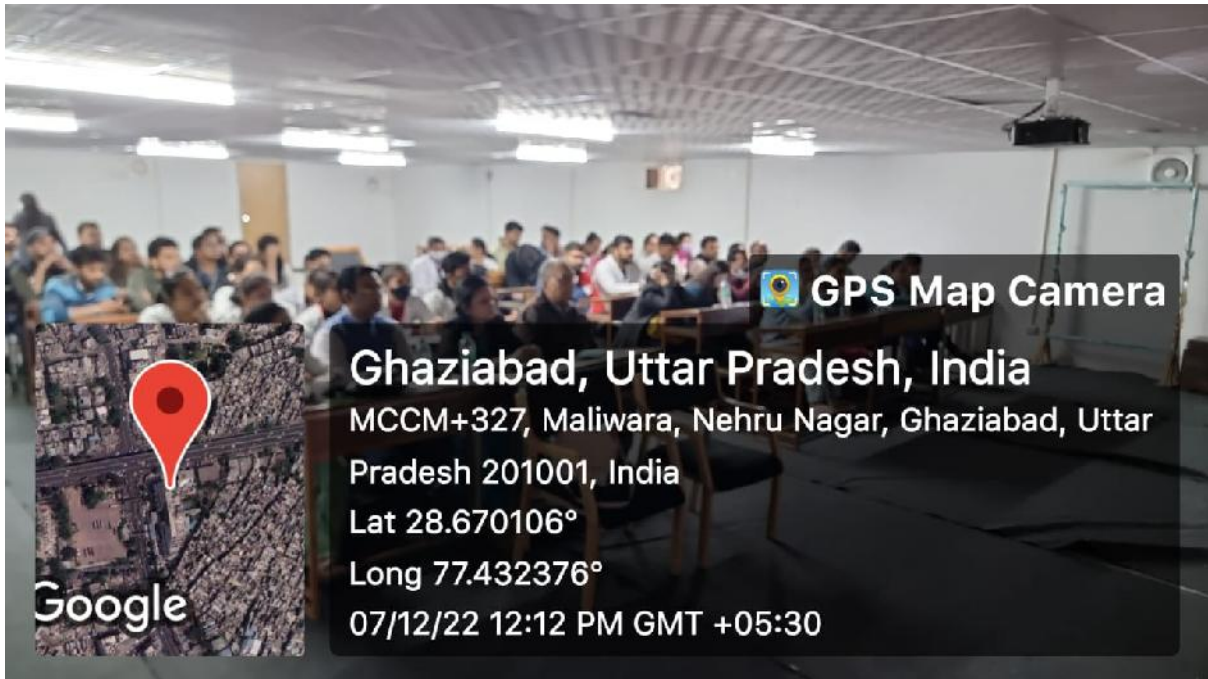 GPS Map Camera
Ghaziabad, Uttar Pradesh, India
MCCM+327, Maliwara, Nehru Nagar, Ghaziabad, Uttar
Pradesh 201001, India
Lat 28.670106°
Long 77.432376°
07/12/22 12:12 PM GMT +05:30
Google